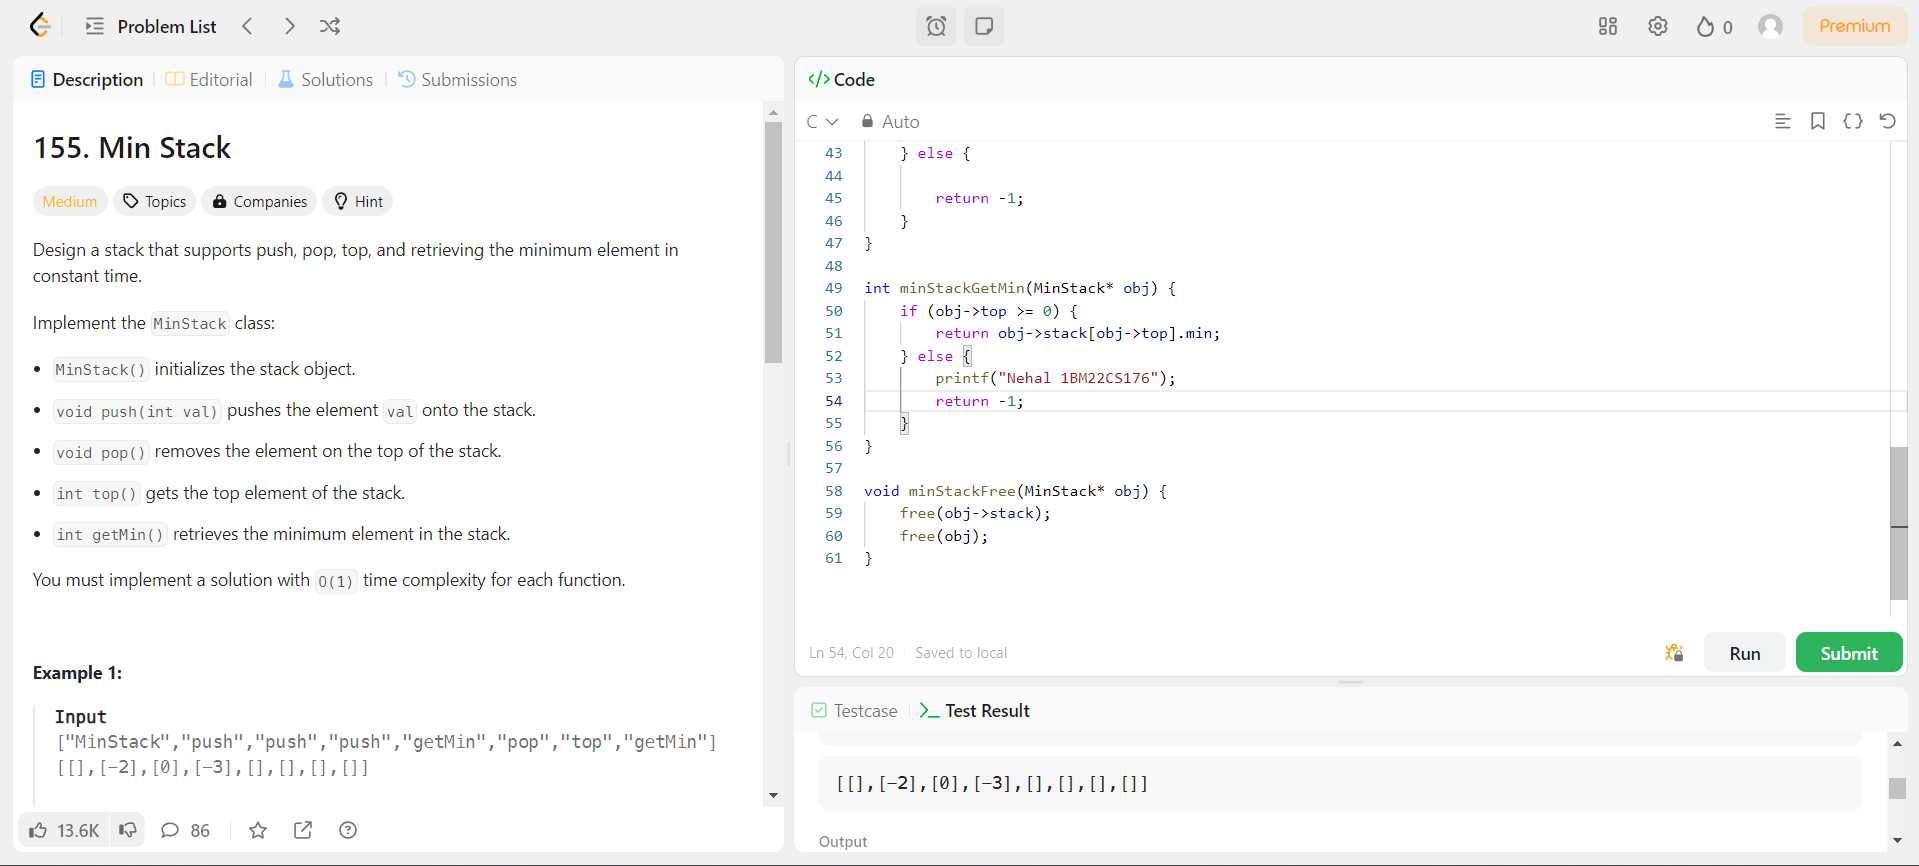 Problem List
0
Premium
Description
Editorial
Solutions
Submissions
155. Min Stack
Medium
Topics
Companies
Hint
Design a stack that supports push, pop, top, and retrieving the minimum element in
constant time.
Implement the MinStack class:
• MinStack() initializes the stack object.
• void push(int val) pushes the element val onto the stack.
• void pop() removes the element on the top of the stack.
• int top() gets the top element of the stack.
• int getMin() retrieves the minimum element in the stack.
You must implement a solution with O(1) time complexity for each function.
Example 1:
Input
["MinStack","push","push","push","getMin","pop","top","getMin"]
[[],[-2],[0],[-3],[],[],[],[]]
13.6K
86
</> Code
C
Auto
43 } else {
44
45 return -1;
46 }
47 }
48
49 int minStackGetMin(MinStack* obj) {
50 if (obj->top >= 0) {
51 return obj->stack[obj->top].min;
52 } else {
53 printf("Nehal 1BM22CS176");
54 return -1;
55 }
56 }
57
58 void minStackFree(MinStack* obj) {
59 free(obj->stack);
60 free(obj);
61 }
Ln 54, Col 20
Saved to local
Run
Submit
Testcase
Test Result
[[],[-2],[0],[-3],[],[],[],[]]
Output